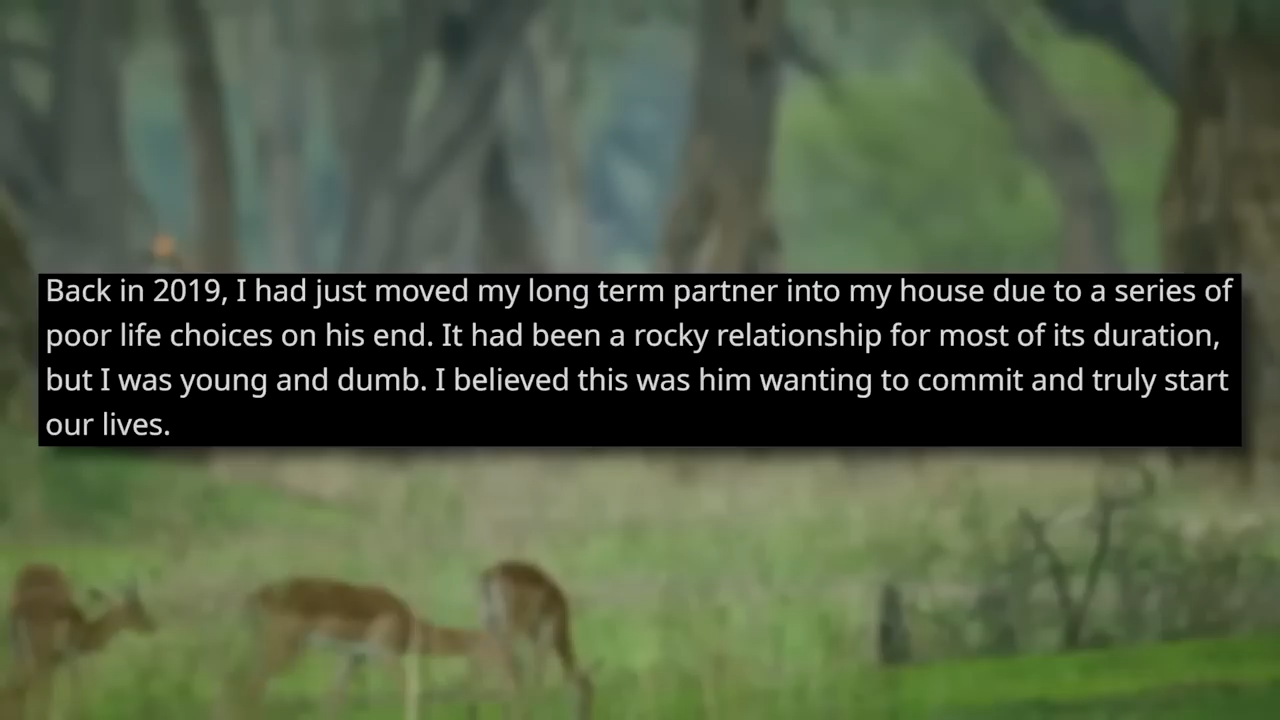 Back in 2019, I had just moved my long term partner into my house due to a series of
poor life choices on his end. It had been a rocky relationship for most of its duration,
but I was young and dumb. I believed this was him wanting to commit and truly start
our lives.